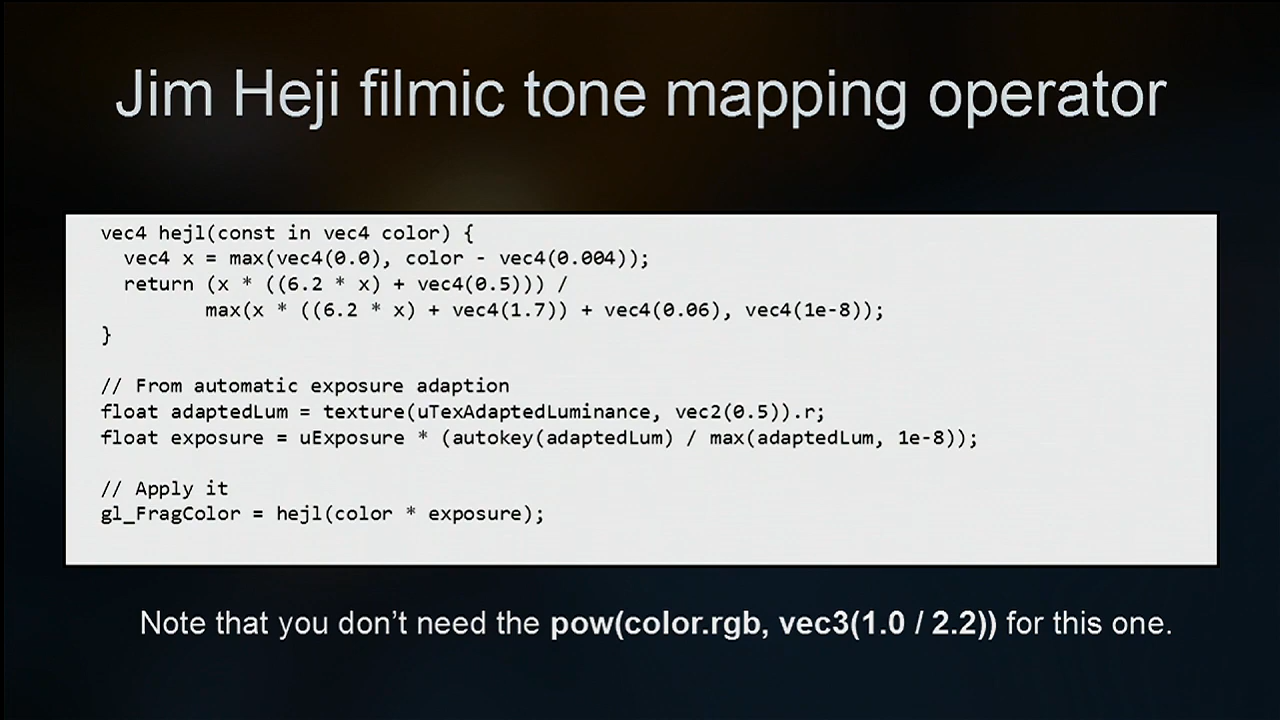 Jim Heji filmic tone mapping operator
vec4 hejl(const in vec4 color) {
  vec4 x = max(vec4(0.0), color - vec4(0.004));
  return (x * ((6.2 * x) + vec4(0.5))) /
         max(x * ((6.2 * x) + vec4(1.7)) + vec4(0.06), vec4(1e-8));
}
// From automatic exposure adaption
float adaptedLum = texture(uTexAdaptedLuminance, vec2(0.5)).r;
float exposure = uExposure * (autokey(adaptedLum) / max(adaptedLum, 1e-8));
// Apply it
gl_FragColor = hejl(color * exposure);
Note that you don’t need the pow(color.rgb, vec3(1.0 / 2.2)) for this one.